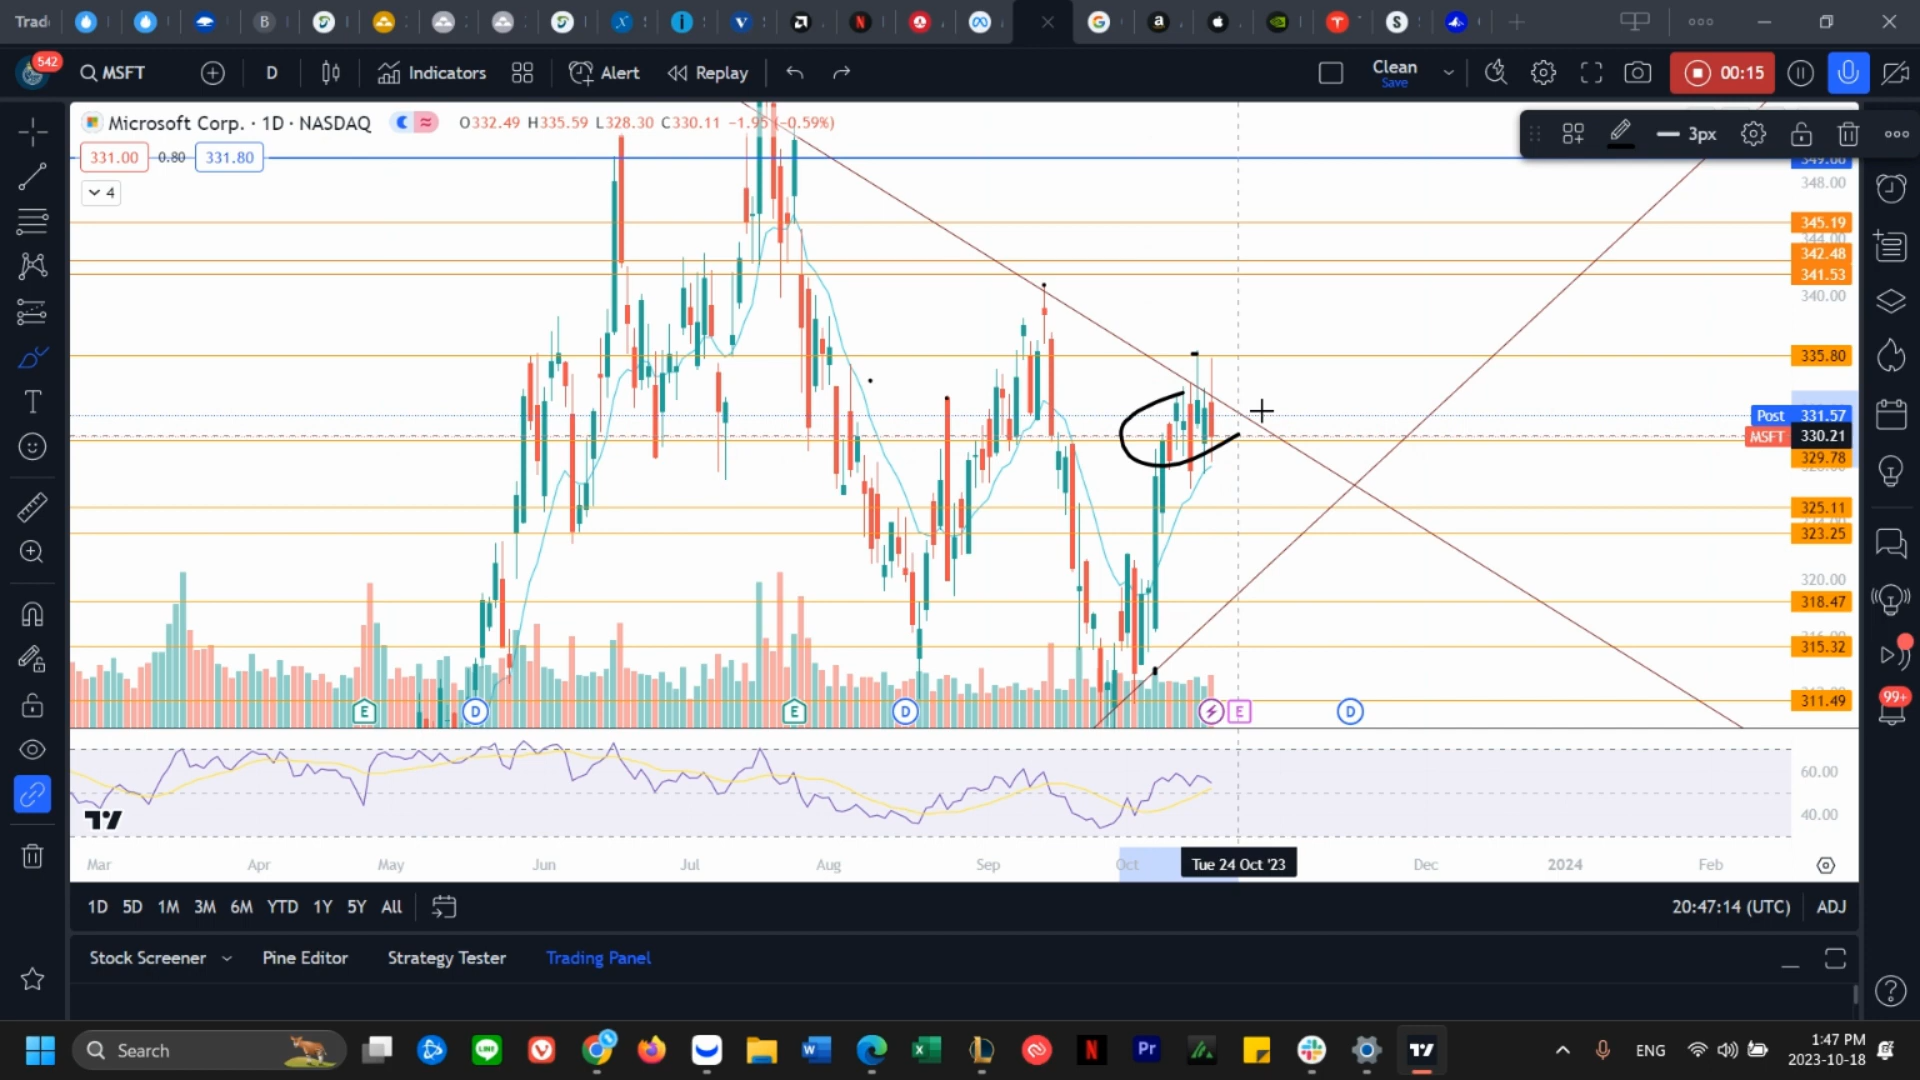 Trad
B
542
MSFT
D
Indicators
Alert
Replay
Clean
Save
00:15
Microsoft Corp. · 1D · NASDAQ
O332.49 H335.59 L328.30 C330.11 −1.95 (−0.59%)
3px
331.00
0.80
331.80
4
348.00
345.19
342.48
341.53
340.00
335.80
Post 331.57
MSFT 330.21
329.78
325.11
323.25
320.00
318.47
315.32
311.49
E
D
E
D
E
D
60.00
40.00
99+
Mar
Apr
May
Jun
Jul
Aug
Sep
Oct
Tue 24 Oct '23
Dec
2024
Feb
1D
5D
1M
3M
6M
YTD
1Y
5Y
All
20:47:14 (UTC)
ADJ
Stock Screener
Pine Editor
Strategy Tester
Trading Panel
Search
ENG
1:47 PM
2023-10-18